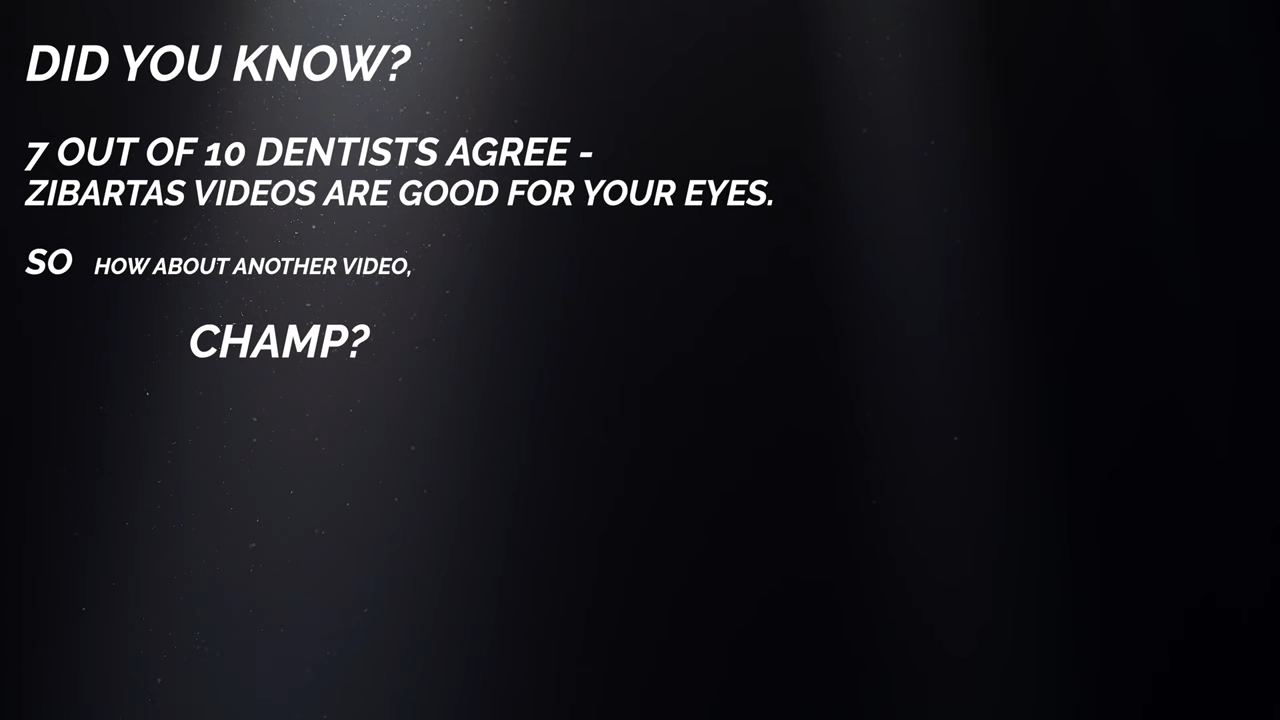 DID YOU KNOW?
7 OUT OF 10 DENTISTS AGREE -
ZIBARTAS VIDEOS ARE GOOD FOR YOUR EYES.
SO HOW ABOUT ANOTHER VIDEO,
CHAMP?